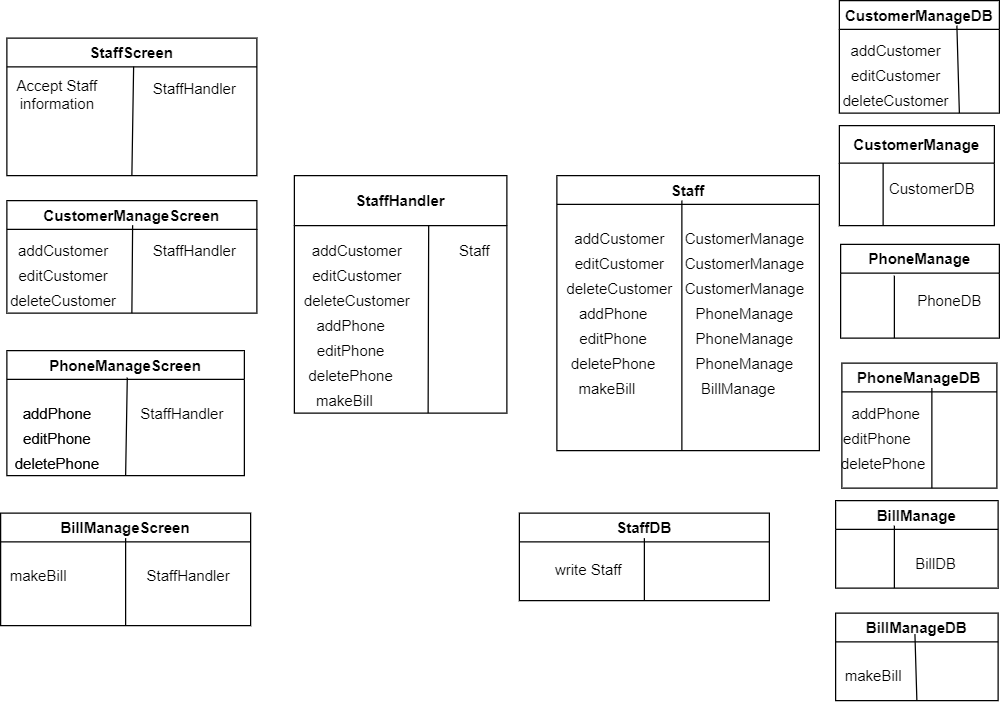 StaffScreen
Accept Staff
information
StaffHandler
CustomerManageScreen
addCustomer
StaffHandler
editCustomer
deleteCustomer
PhoneManageScreen
addPhone
StaffHandler
editPhone
deletePhone
BillManageScreen
makeBill
StaffHandler
StaffHandler
addCustomer
Staff
editCustomer
deleteCustomer
addPhone
editPhone
deletePhone
makeBill
Staff
addCustomer CustomerManage
editCustomer CustomerManage
deleteCustomer CustomerManage
addPhone PhoneManage
editPhone PhoneManage
deletePhone PhoneManage
makeBill BillManage
StaffDB
write Staff
CustomerManageDB
addCustomer
editCustomer
deleteCustomer
CustomerManage
CustomerDB
PhoneManage
PhoneDB
PhoneManageDB
addPhone
editPhone
deletePhone
BillManage
BillDB
BillManageDB
makeBill